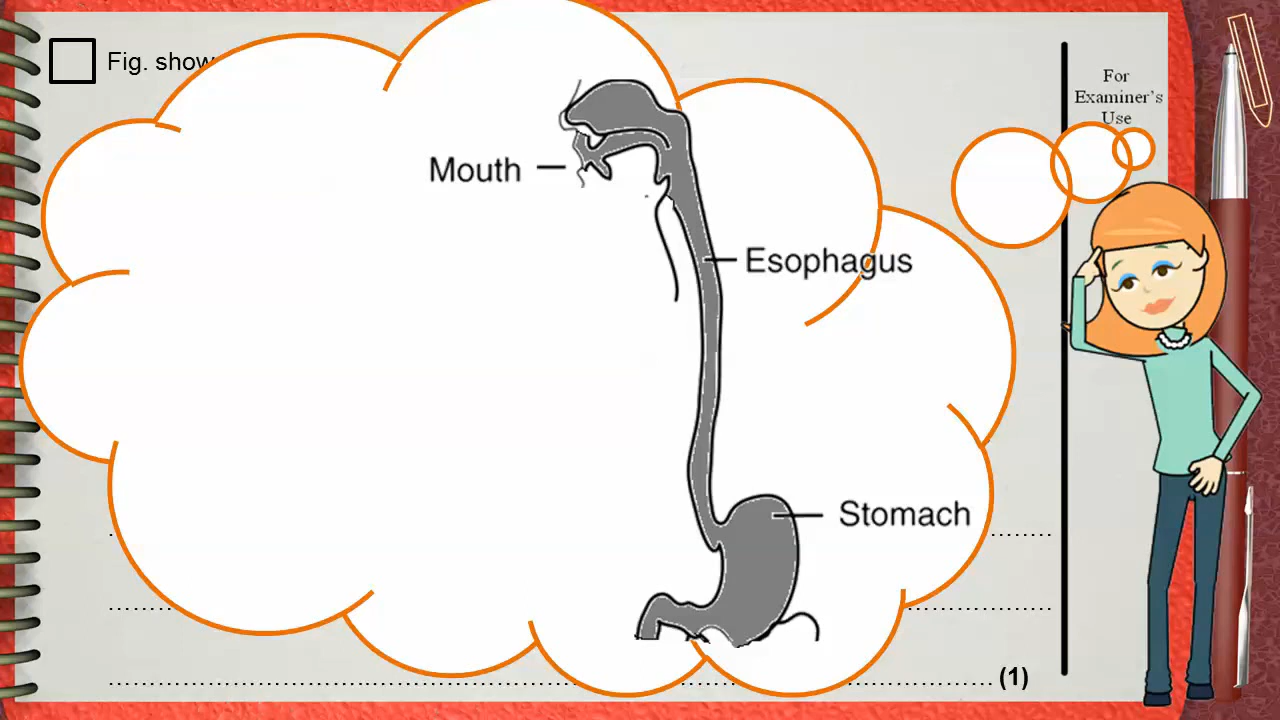 Fig. show
For
Examiner's
Use
Mouth
Esophagus
Stomach
(1)